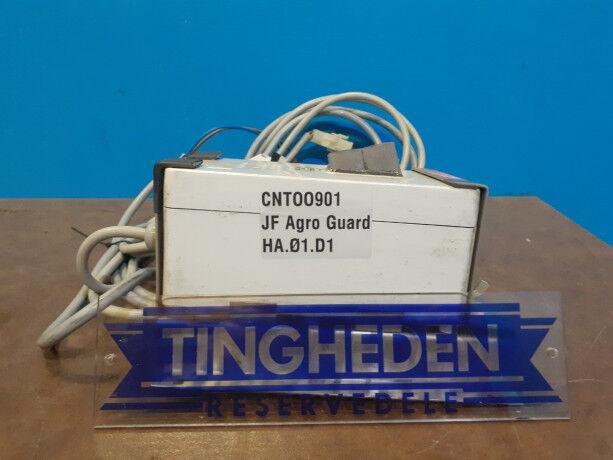 CNTOO901
JF Agro Guard
HA.Ø1.D1
TINGHEDEN
RESERVEDELE